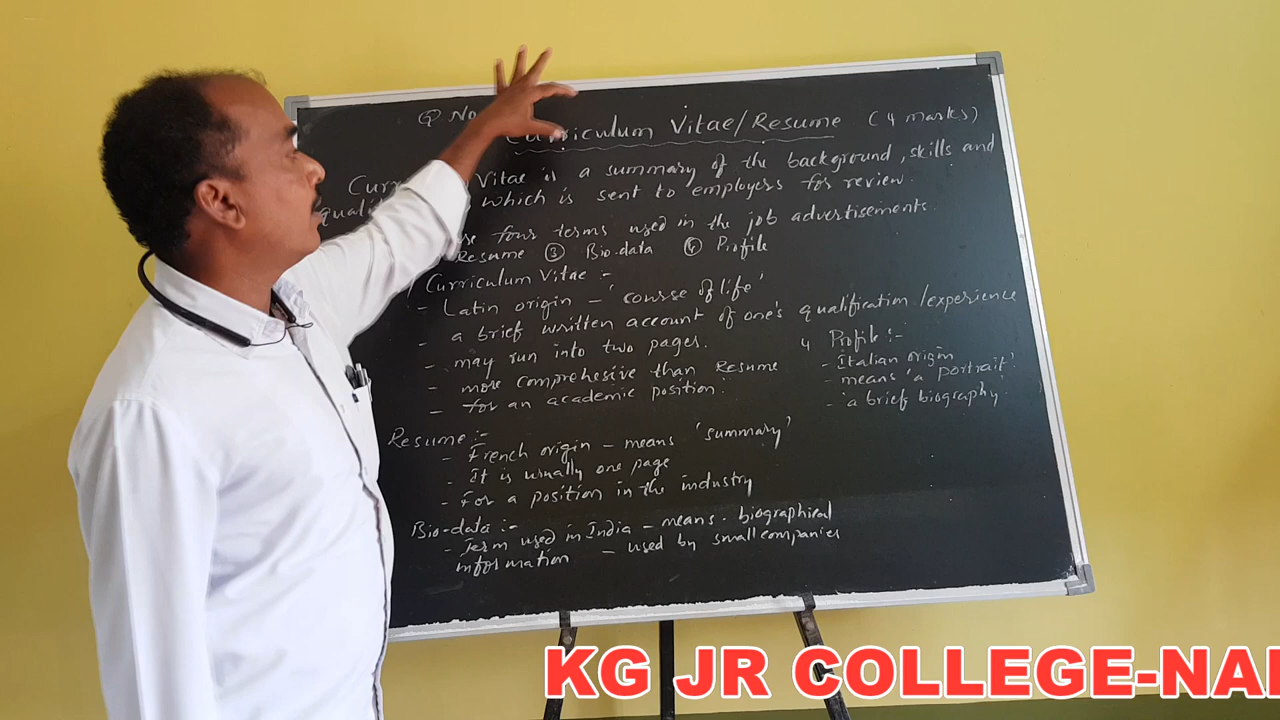 Q. No
Curriculum Vitae/Resume (4 marks)
Vitae is a summary of the background, skills and
which is sent to employers for review.
four terms used in the job advertisements.
Resume ③ Bio.data ④ Profile
Curriculum Vitae :-
- Latin origin - 'course of life'
- a brief written account of one's qualification/experience
- may run into two pages.
- more comprehesive than Resume
- for an academic position.
4 Profile :-
- Italian origin
- means 'a portrait'
- 'a brief biography'
Resume :-
- French origin - means 'summary'
- It is usually one page
- For a position in the industry
Bio-data :-
- Term used in India - means - biographical
information - used by small companies
KG JR COLLEGE-NA